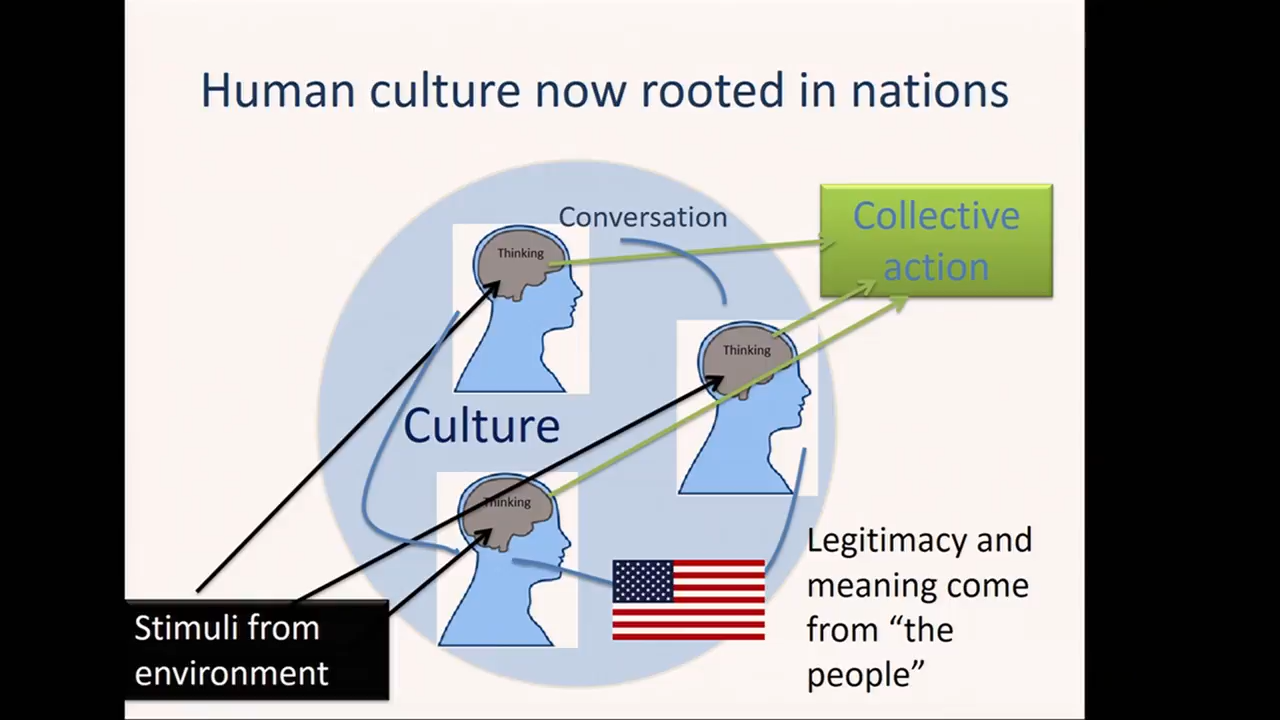 Human culture now rooted in nations
Conversation
Collective
action
Thinking
Thinking
Culture
Thinking
Legitimacy and
meaning come
from “the
people”
Stimuli from
environment